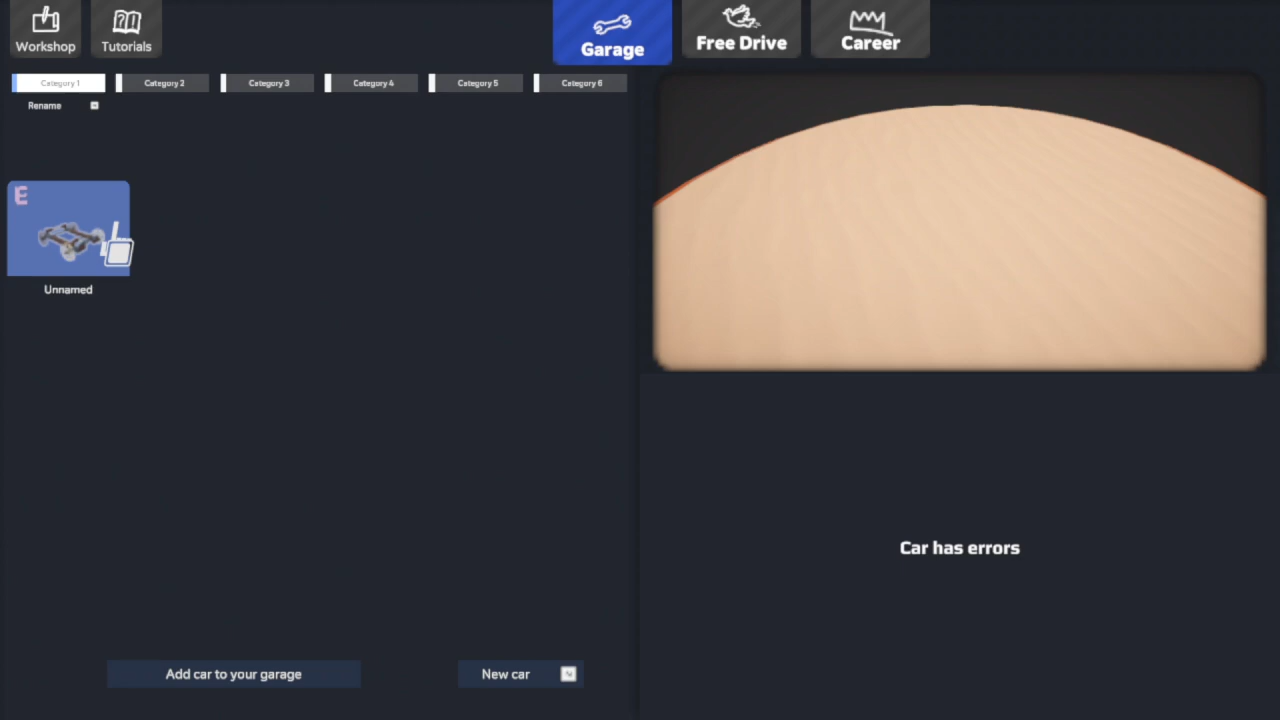 Workshop
Tutorials
Garage
Free Drive
Career
Category 1
Category 2
Category 3
Category 4
Category 5
Category 6
Rename
E
Unnamed
Car has errors
Add car to your garage
New car